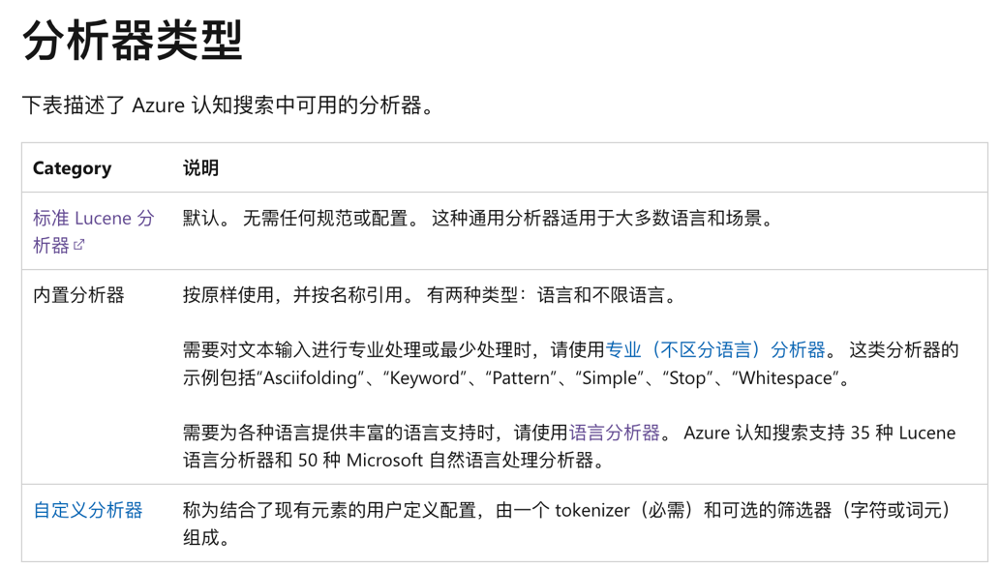 分析器类型
下表描述了 Azure 认知搜索中可用的分析器。
Category 说明
标准 Lucene 分 默认。 无需任何规范或配置。 这种通用分析器适用于大多数语言和场景。
析器
内置分析器 按原样使用，并按名称引用。 有两种类型：语言和不限语言。
需要对文本输入进行专业处理或最少处理时，请使用专业（不区分语言）分析器。 这类分析器的
示例包括“Asciifolding”、“Keyword”、“Pattern”、“Simple”、“Stop”、“Whitespace”。
需要为各种语言提供丰富的语言支持时，请使用语言分析器。 Azure 认知搜索支持 35 种 Lucene
语言分析器和 50 种 Microsoft 自然语言处理分析器。
自定义分析器 称为结合了现有元素的用户定义配置，由一个 tokenizer（必需）和可选的筛选器（字符或词元）
组成。